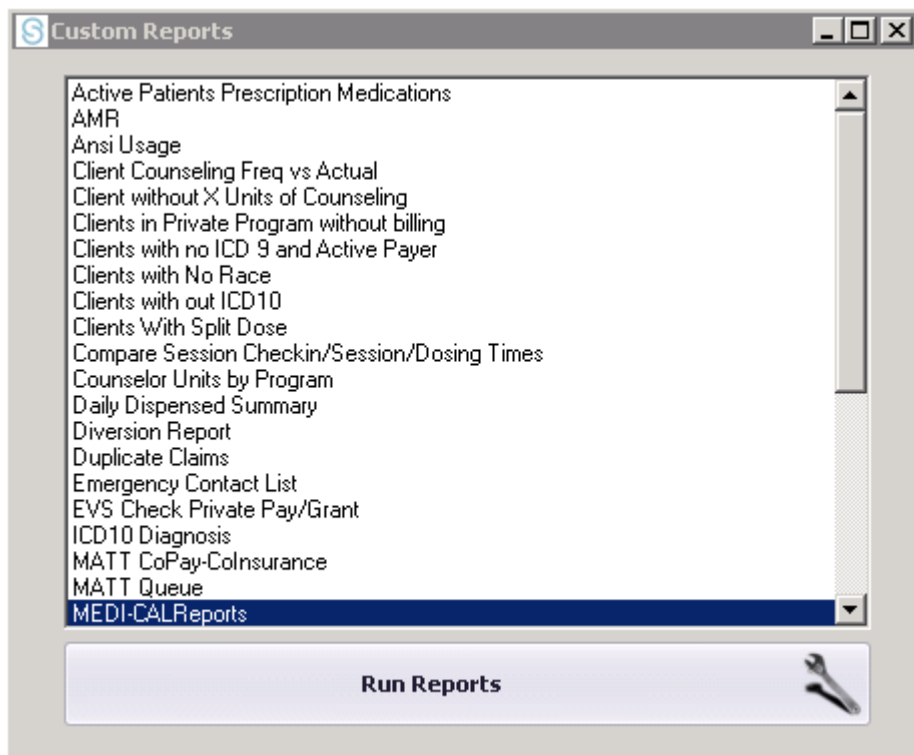 S Custom Reports
Active Patients Prescription Medications
AMR
Ansi Usage
Client Counseling Freq vs Actual
Client without X Units of Counseling
Clients in Private Program without billing
Clients with no ICD 9 and Active Payer
Clients with No Race
Clients with out ICD10
Clients With Split Dose
Compare Session Checkin/Session/Dosing Times
Counselor Units by Program
Daily Dispensed Summary
Diversion Report
Duplicate Claims
Emergency Contact List
EVS Check Private Pay/Grant
ICD10 Diagnosis
MATT CoPay-CoInsurance
MATT Queue
MEDI-CALReports
Run Reports